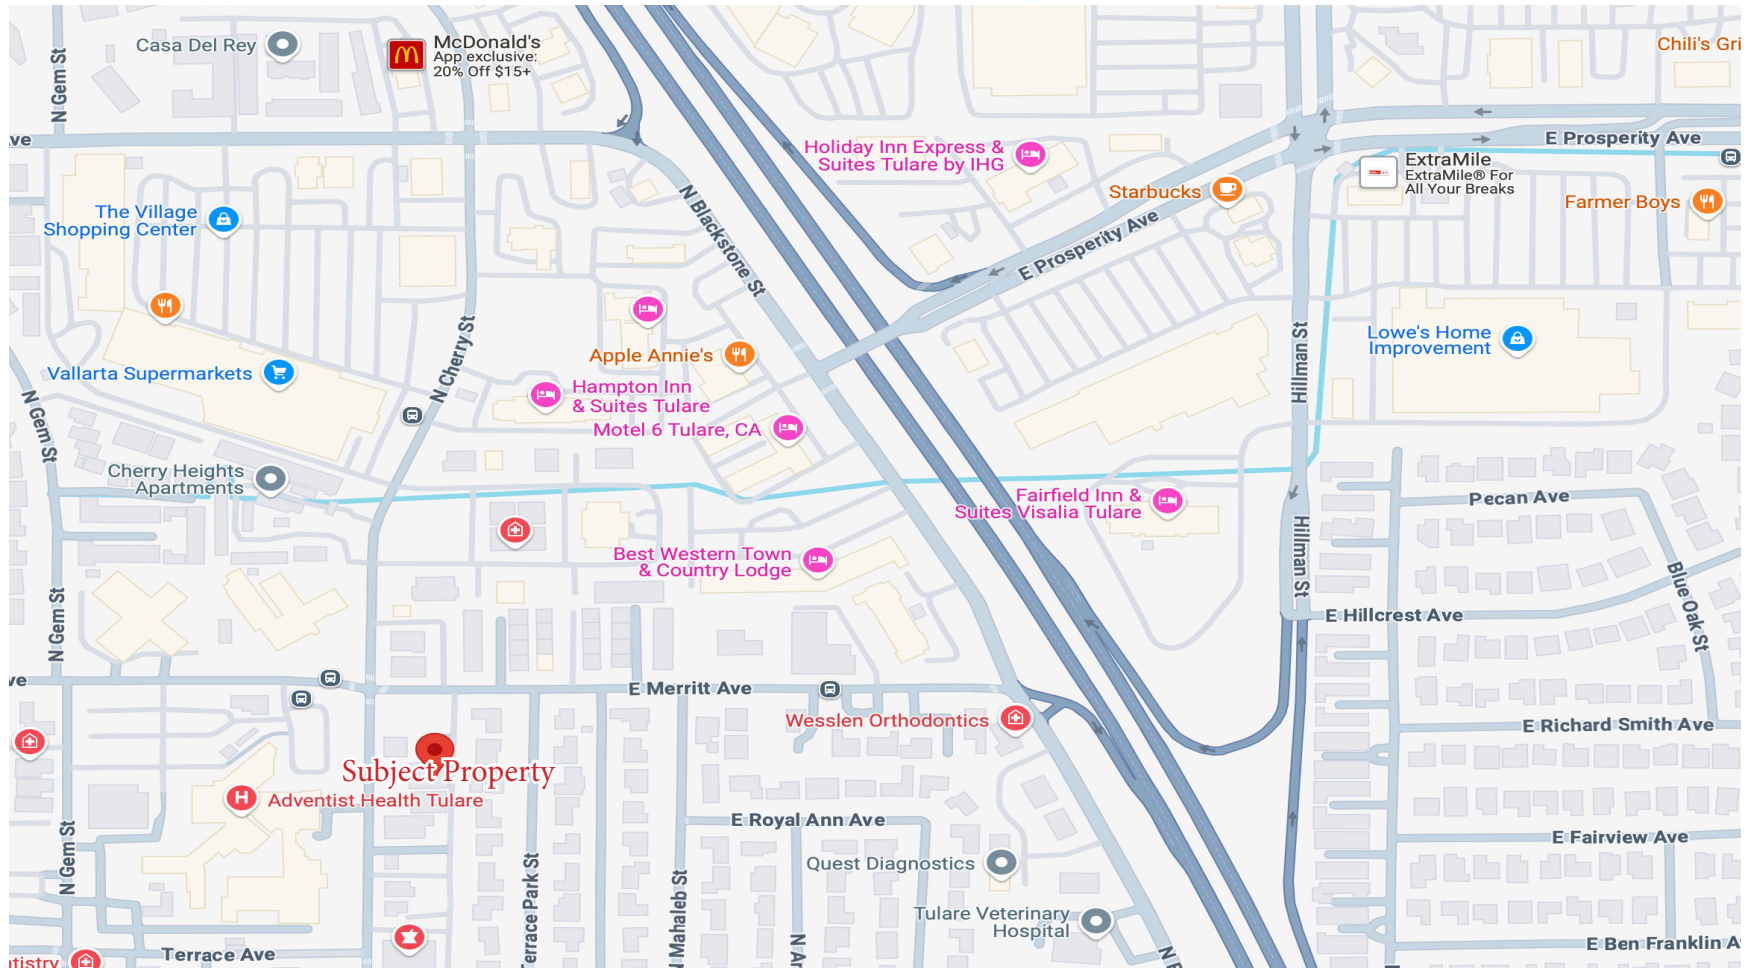 Casa Del Rey
McDonald's
App exclusive:
20% Off $15+
Chili's Gri
N Gem St
ve
E Prosperity Ave
Holiday Inn Express &
Suites Tulare by IHG
ExtraMile
ExtraMile® For
All Your Breaks
Starbucks
Farmer Boys
The Village
Shopping Center
N Blackstone St
E Prosperity Ave
Apple Annie's
Lowe's Home
Improvement
Hillman St
N Cherry St
Vallarta Supermarkets
Hampton Inn
& Suites Tulare
Motel 6 Tulare, CA
N Gem St
Cherry Heights
Apartments
Fairfield Inn &
Suites Visalia Tulare
Pecan Ave
Hillman St
Best Western Town
& Country Lodge
N Gem St
Blue Oak St
E Hillcrest Ave
ve
E Merritt Ave
Wesslen Orthodontics
E Richard Smith Ave
Subject Property
H
Adventist Health Tulare
E Royal Ann Ave
E Fairview Ave
N Gem St
Quest Diagnostics
Terrace Park St
N Mahaleb St
Tulare Veterinary
Hospital
N Ar
N
E Ben Franklin A
Terrace Ave
ntistry